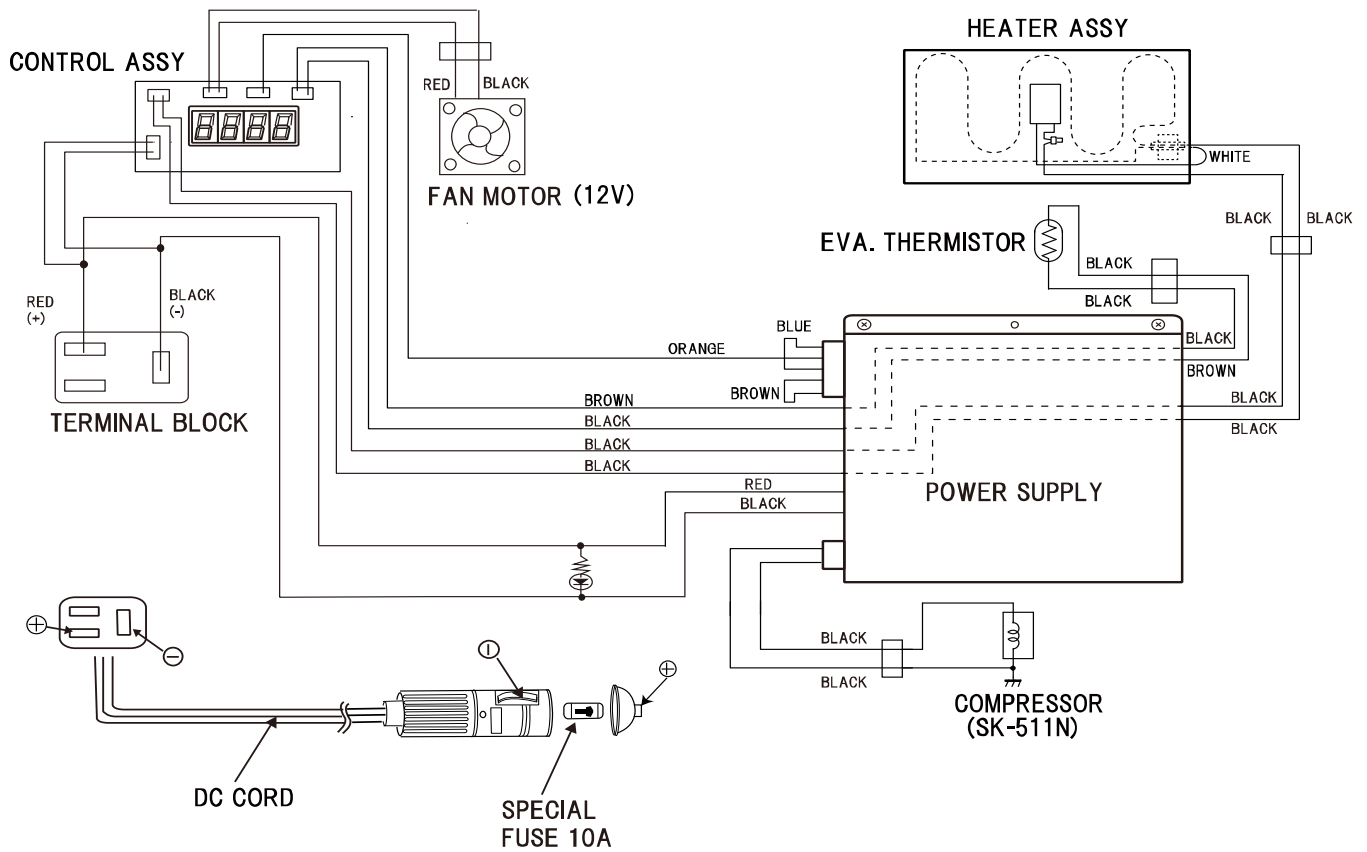 HEATER ASSY
CONTROL ASSY
RED
BLACK
8888
FAN MOTOR (12V)
WHITE
BLACK
BLACK
EVA. THERMISTOR
BLACK
BLACK
RED
(+)
BLACK
(-)
TERMINAL BLOCK
BLUE
ORANGE
BROWN
BROWN
BLACK
BLACK
BLACK
RED
BLACK
BLACK
BROWN
BLACK
BLACK
POWER SUPPLY
BLACK
BLACK
COMPRESSOR
(SK-511N)
+
−
−
+
DC CORD
SPECIAL
FUSE 10A